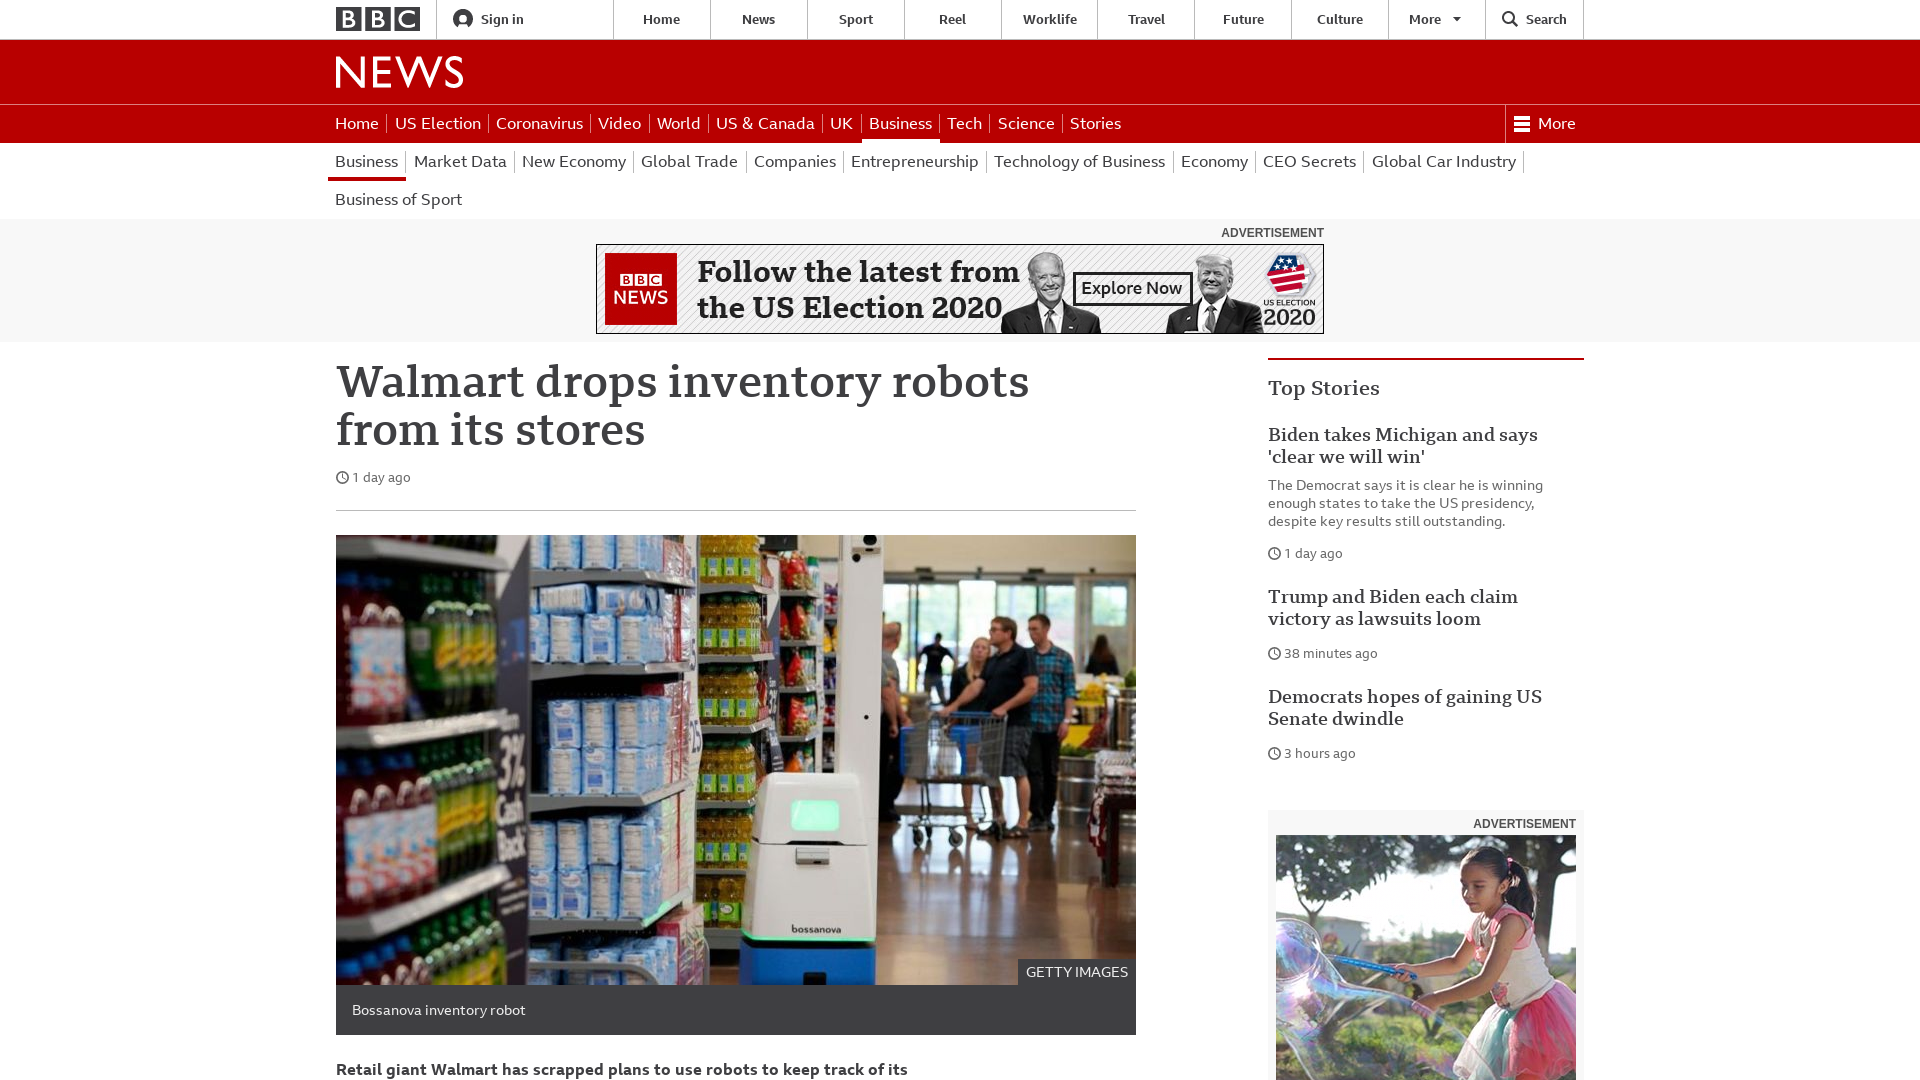 BBC
Sign in
Home
News
Sport
Reel
Worklife
Travel
Future
Culture
More
Search
NEWS
Home
US Election
Coronavirus
Video
World
US & Canada
UK
Business
Tech
Science
Stories
More
Business
Market Data
New Economy
Global Trade
Companies
Entrepreneurship
Technology of Business
Economy
CEO Secrets
Global Car Industry
Business of Sport
ADVERTISEMENT
BBC
NEWS
Follow the latest from
the US Election 2020
Explore Now
US ELECTION
2020
Walmart drops inventory robots
from its stores
1 day ago
3%
Cash
Back
bossanova
GETTY IMAGES
Bossanova inventory robot
Retail giant Walmart has scrapped plans to use robots to keep track of its
Top Stories
Biden takes Michigan and says
'clear we will win'
The Democrat says it is clear he is winning
enough states to take the US presidency,
despite key results still outstanding.
1 day ago
Trump and Biden each claim
victory as lawsuits loom
38 minutes ago
Democrats hopes of gaining US
Senate dwindle
3 hours ago
ADVERTISEMENT